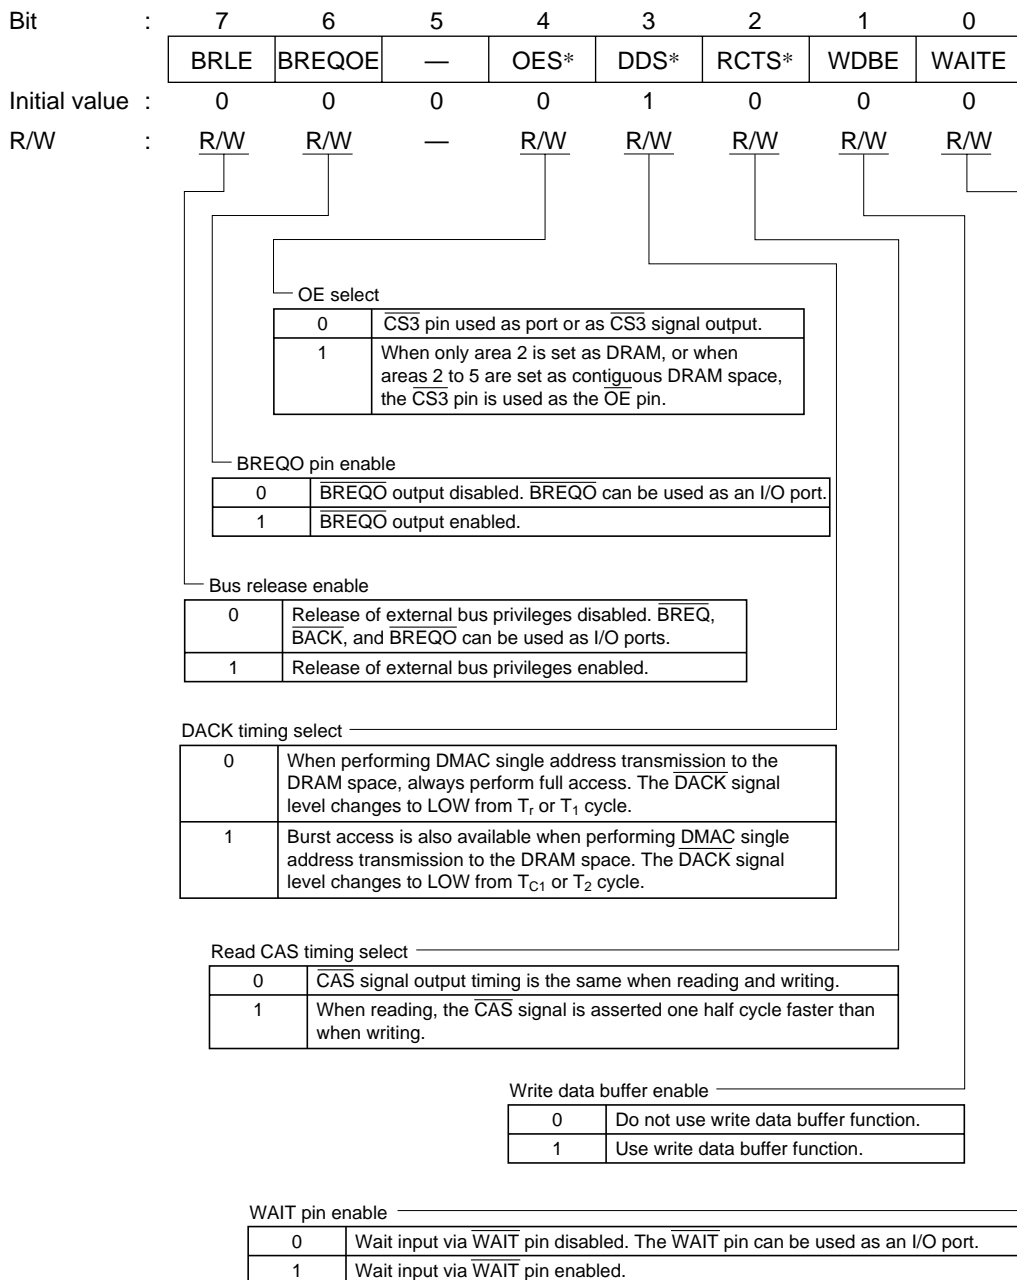 Bit : 7 6 5 4 3 2 1 0
BRLE BREQOE — OES* DDS* RCTS* WDBE WAITE
Initial value : 0 0 0 0 1 0 0 0
R/W : R/W R/W — R/W R/W R/W R/W R/W
OE select
0 CS3 pin used as port or as CS3 signal output.
1 When only area 2 is set as DRAM, or when
areas 2 to 5 are set as contiguous DRAM space,
the CS3 pin is used as the OE pin.
BREQO pin enable
0 BREQO output disabled. BREQO can be used as an I/O port.
1 BREQO output enabled.
Bus release enable
0 Release of external bus privileges disabled. BREQ,
BACK, and BREQO can be used as I/O ports.
1 Release of external bus privileges enabled.
DACK timing select
0 When performing DMAC single address transmission to the
DRAM space, always perform full access. The DACK signal
level changes to LOW from Tr or T1 cycle.
1 Burst access is also available when performing DMAC single
address transmission to the DRAM space. The DACK signal
level changes to LOW from TC1 or T2 cycle.
Read CAS timing select
0 CAS signal output timing is the same when reading and writing.
1 When reading, the CAS signal is asserted one half cycle faster than
when writing.
Write data buffer enable
0 Do not use write data buffer function.
1 Use write data buffer function.
WAIT pin enable
0 Wait input via WAIT pin disabled. The WAIT pin can be used as an I/O port.
1 Wait input via WAIT pin enabled.